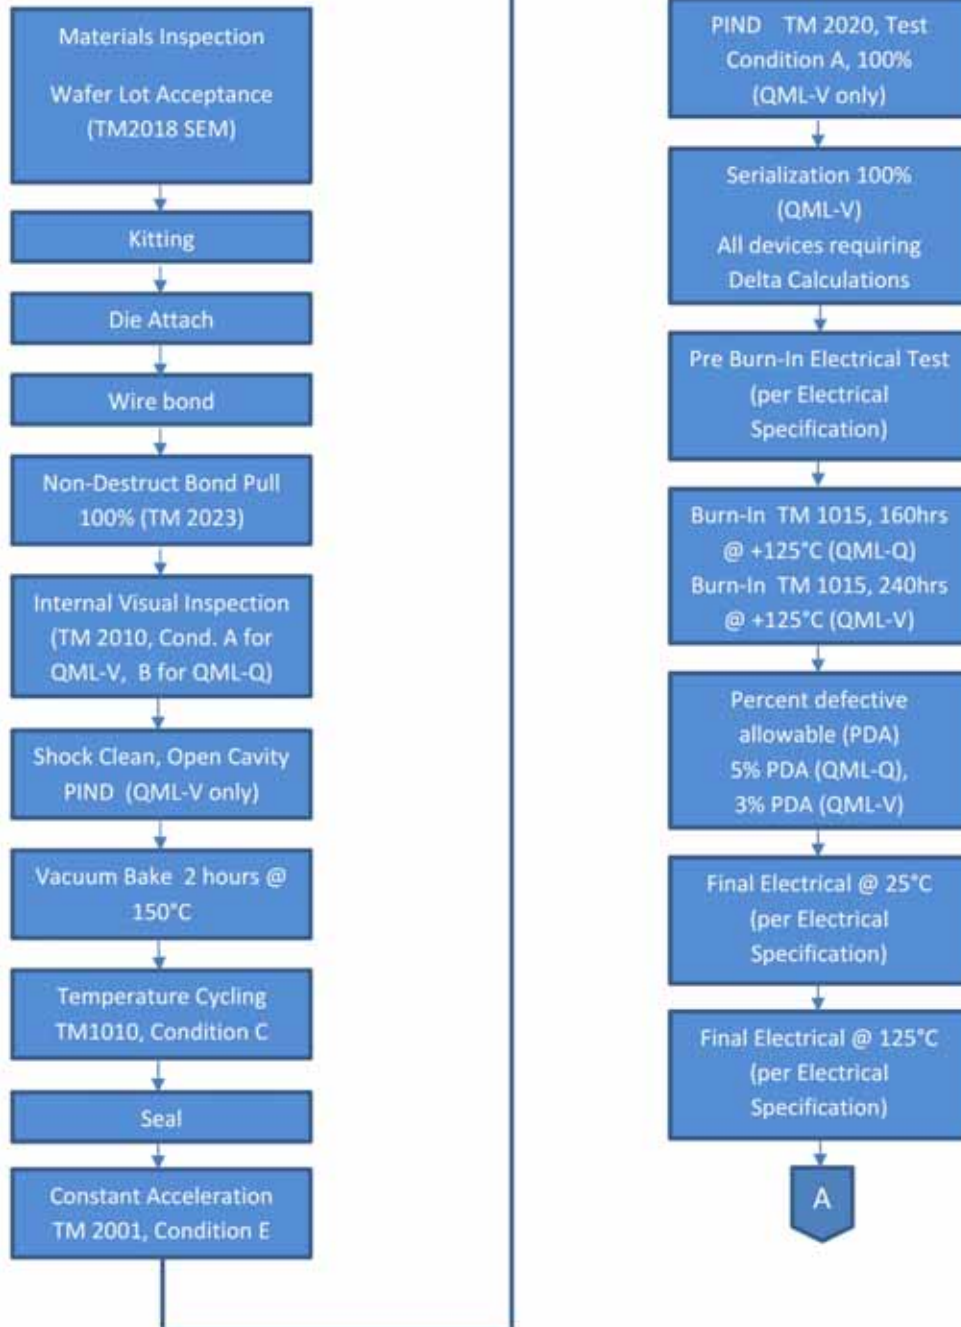 Materials Inspection
Wafer Lot Acceptance
(TM2018 SEM)
Kitting
Die Attach
Wire bond
Non-Destruct Bond Pull
100% (TM 2023)
Internal Visual Inspection
(TM 2010, Cond. A for
QML-V, B for QML-Q)
Shock Clean, Open Cavity
PIND (QML-V only)
Vacuum Bake 2 hours @
150°C
Temperature Cycling
TM1010, Condition C
Seal
Constant Acceleration
TM 2001, Condition E
PIND TM 2020, Test
Condition A, 100%
(QML-V only)
Serialization 100%
(QML-V)
All devices requiring
Delta Calculations
Pre Burn-In Electrical Test
(per Electrical
Specification)
Burn-In TM 1015, 160hrs
@ +125°C (QML-Q)
Burn-In TM 1015, 240hrs
@ +125°C (QML-V)
Percent defective
allowable (PDA)
5% PDA (QML-Q),
3% PDA (QML-V)
Final Electrical @ 25°C
(per Electrical
Specification)
Final Electrical @ 125°C
(per Electrical
Specification)
A